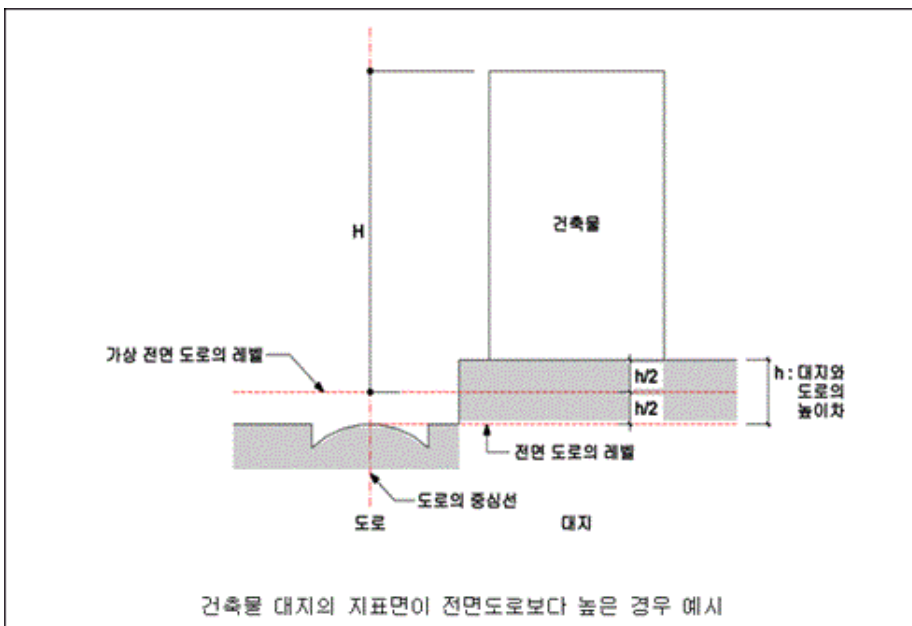 H
건축물
가상 전면 도로의 레벨
h/2
h : 대지와
도로의
높이차
h/2
전면 도로의 레벨
도로의 중심선
도로
대지
건축물 대지의 지표면이 전면도로보다 높은 경우 예시